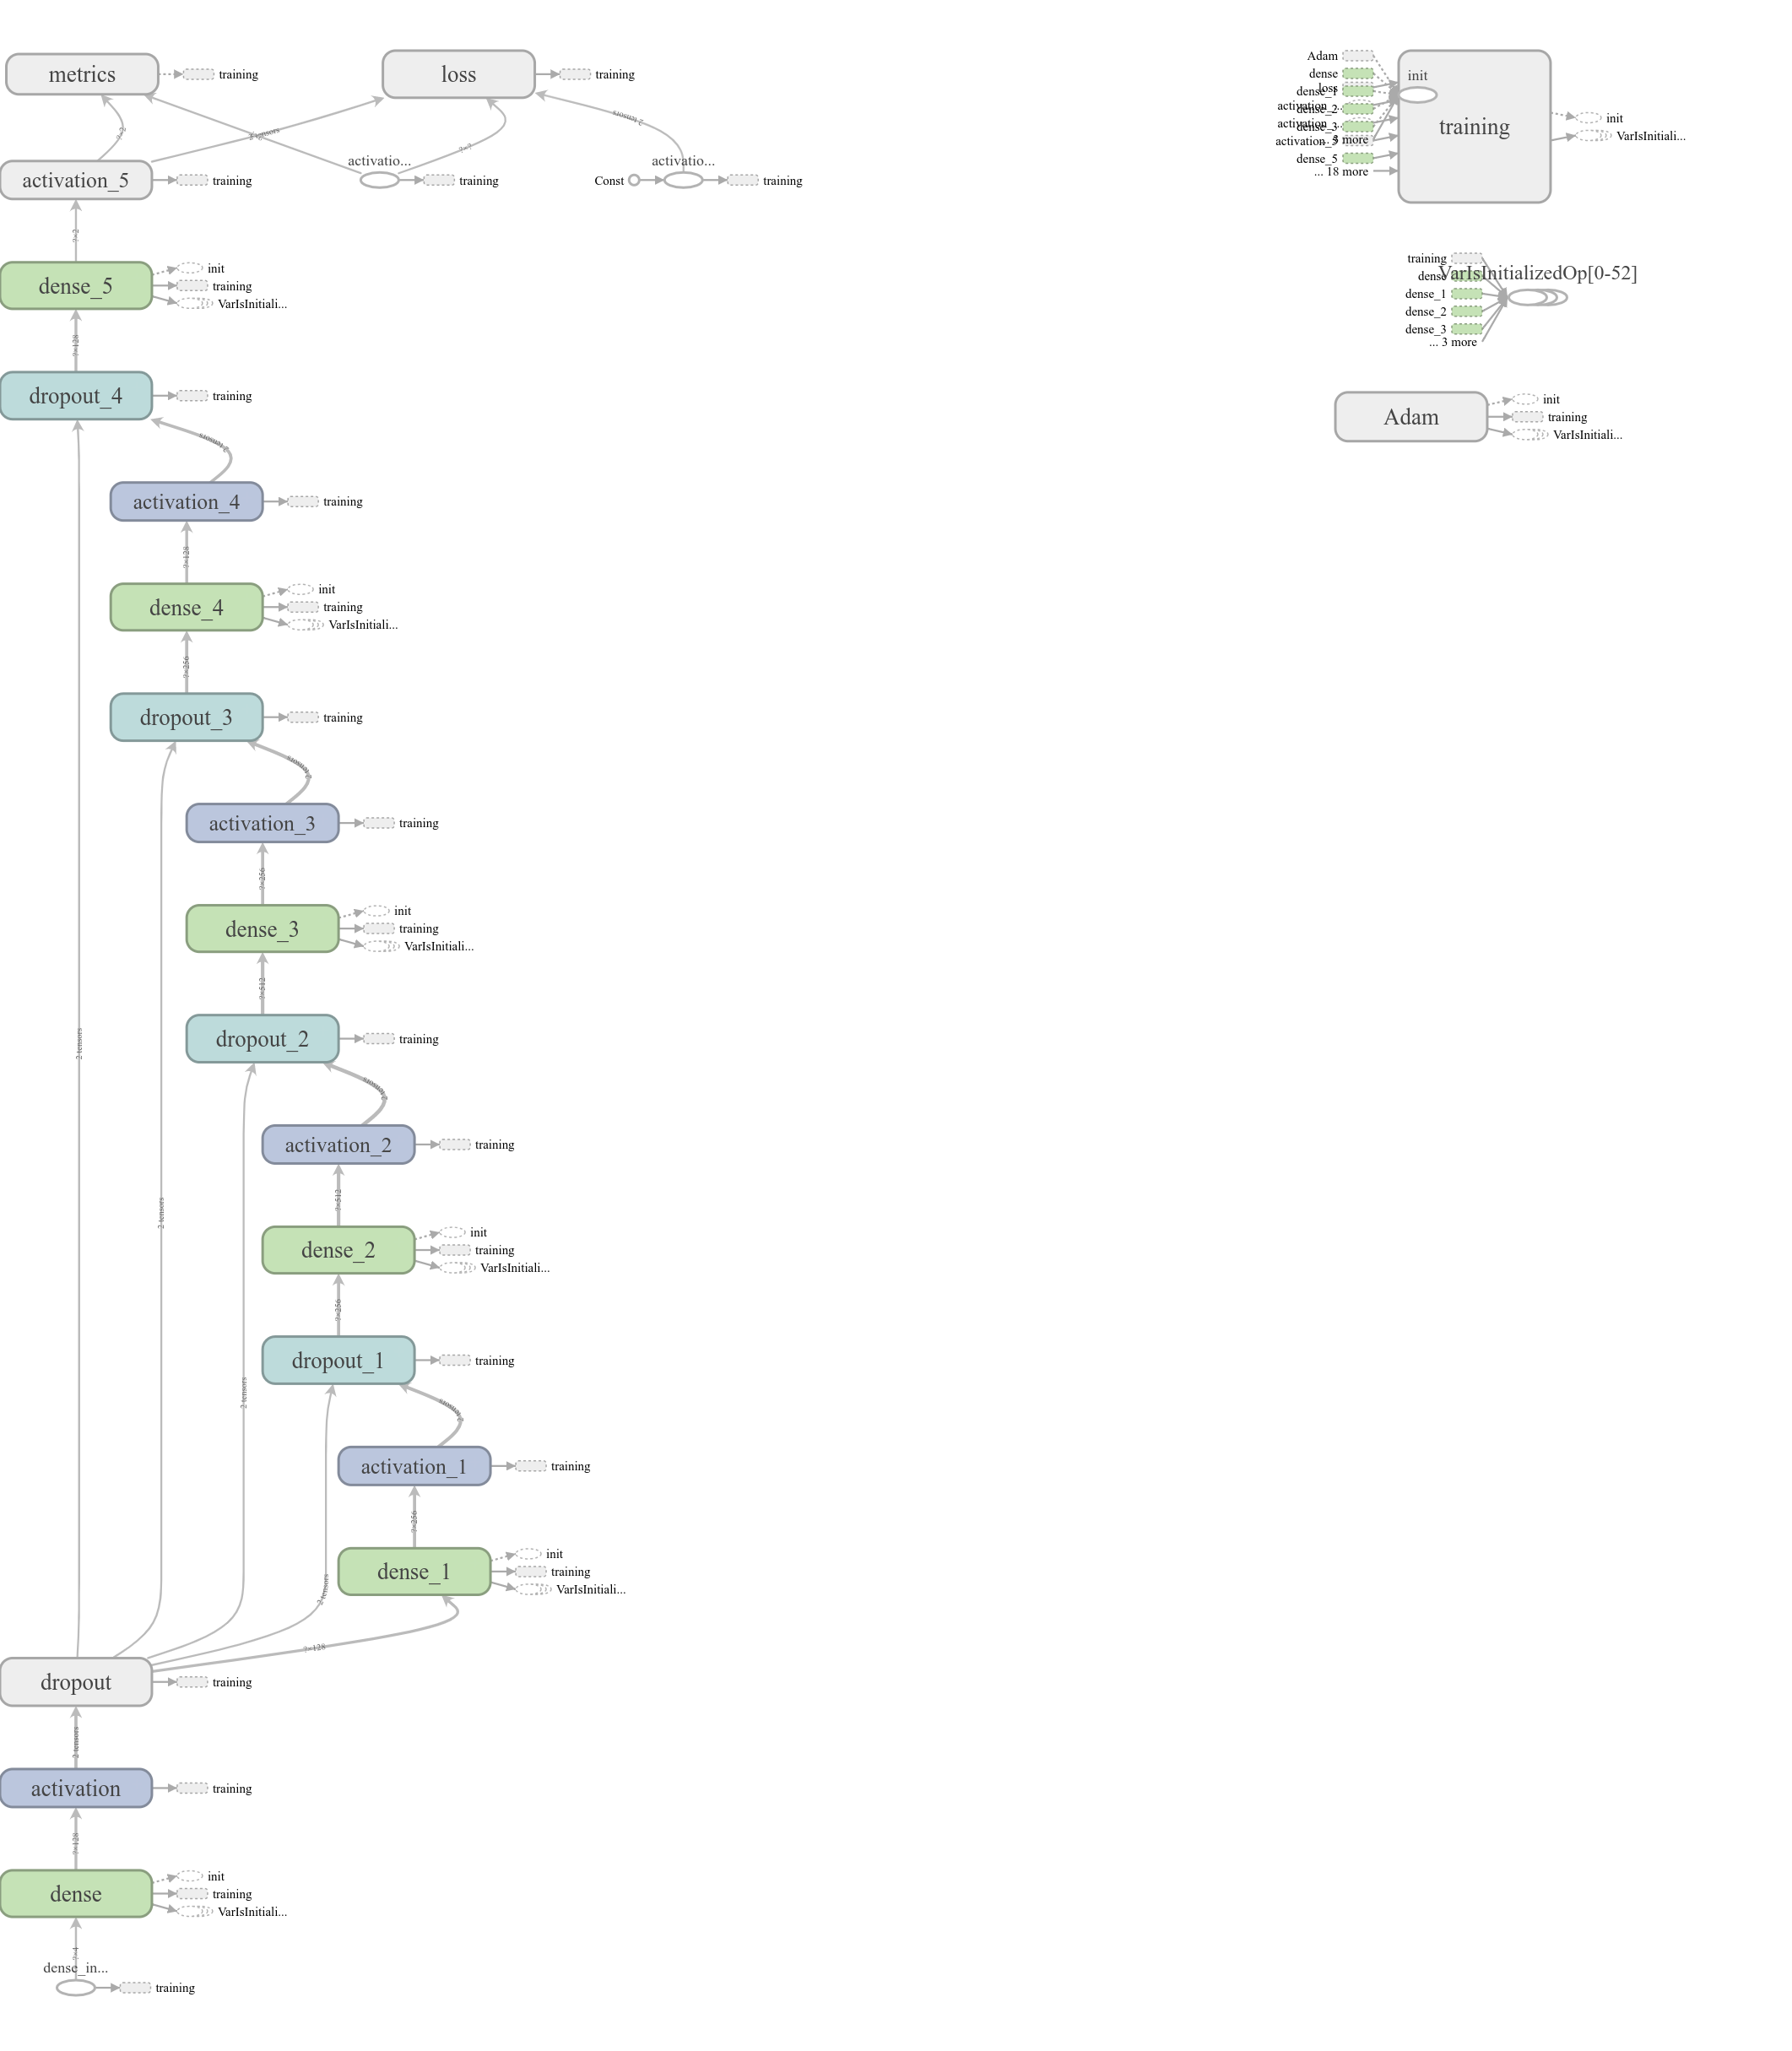 metrics
training
loss
training
?×2
2 tensors
?×?
2 tensors
activation_5
training
activatio...
training
activatio...
Const
training
?×2
dense_5
init
training
VarIsInitiali...
?×128
dropout_4
training
2 tensors
activation_4
training
?×128
dense_4
init
training
VarIsInitiali...
?×256
dropout_3
training
2 tensors
activation_3
training
?×256
dense_3
init
training
VarIsInitiali...
?×512
dropout_2
training
2 tensors
2 tensors
activation_2
training
?×512
2 tensors
dense_2
init
training
VarIsInitiali...
?×256
dropout_1
training
2 tensors
2 tensors
activation_1
training
?×256
dense_1
init
training
VarIsInitiali...
2 tensors
?×128
dropout
training
2 tensors
activation
training
?×128
dense
init
training
VarIsInitiali...
?×4
dense_in...
training
Adam
dense
loss
dense_1
activation_...
dense_2
activation_...
dense_3
activation_5
... 4 more
dense_5
... 18 more
init
training
init
VarIsInitiali...
training
dense
dense_1
dense_2
dense_3
... 3 more
VarIsInitializedOp[0-52]
Adam
init
training
VarIsInitiali...